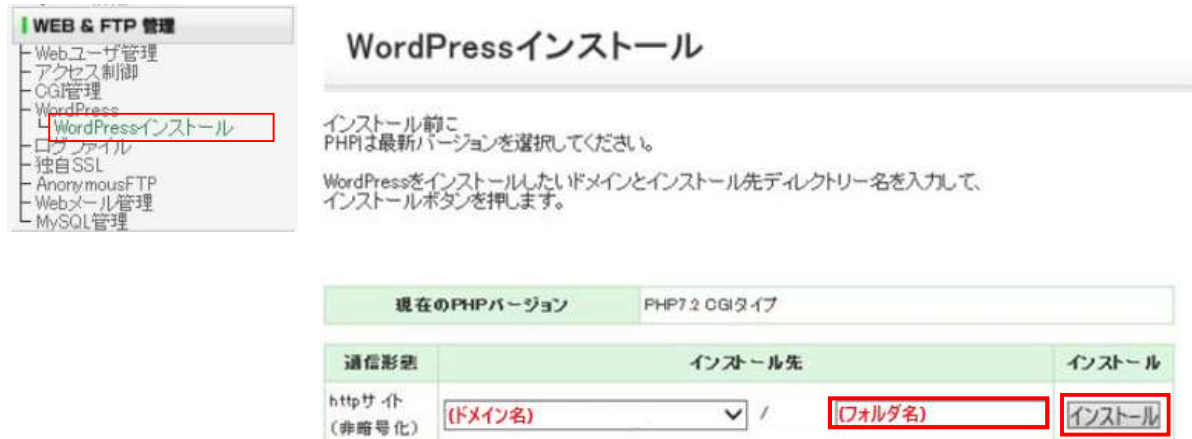 WEB & FTP 管理
Webユーザ管理
アクセス制御
CGI管理
WordPress
WordPressインストール
ログファイル
独自SSL
AnonymousFTP
Webメール管理
MySQL管理
WordPressインストール
インストール前に
PHPは最新バージョンを選択してください。
WordPressをインストールしたいドメインとインストール先ディレクトリー名を入力して、
インストールボタンを押します。
現在のPHPバージョン PHP7.2 CGIタイプ
通信形態 インストール先 インストール
httpサイト
(非暗号化)
(ドメイン名) / (フォルダ名) インストール